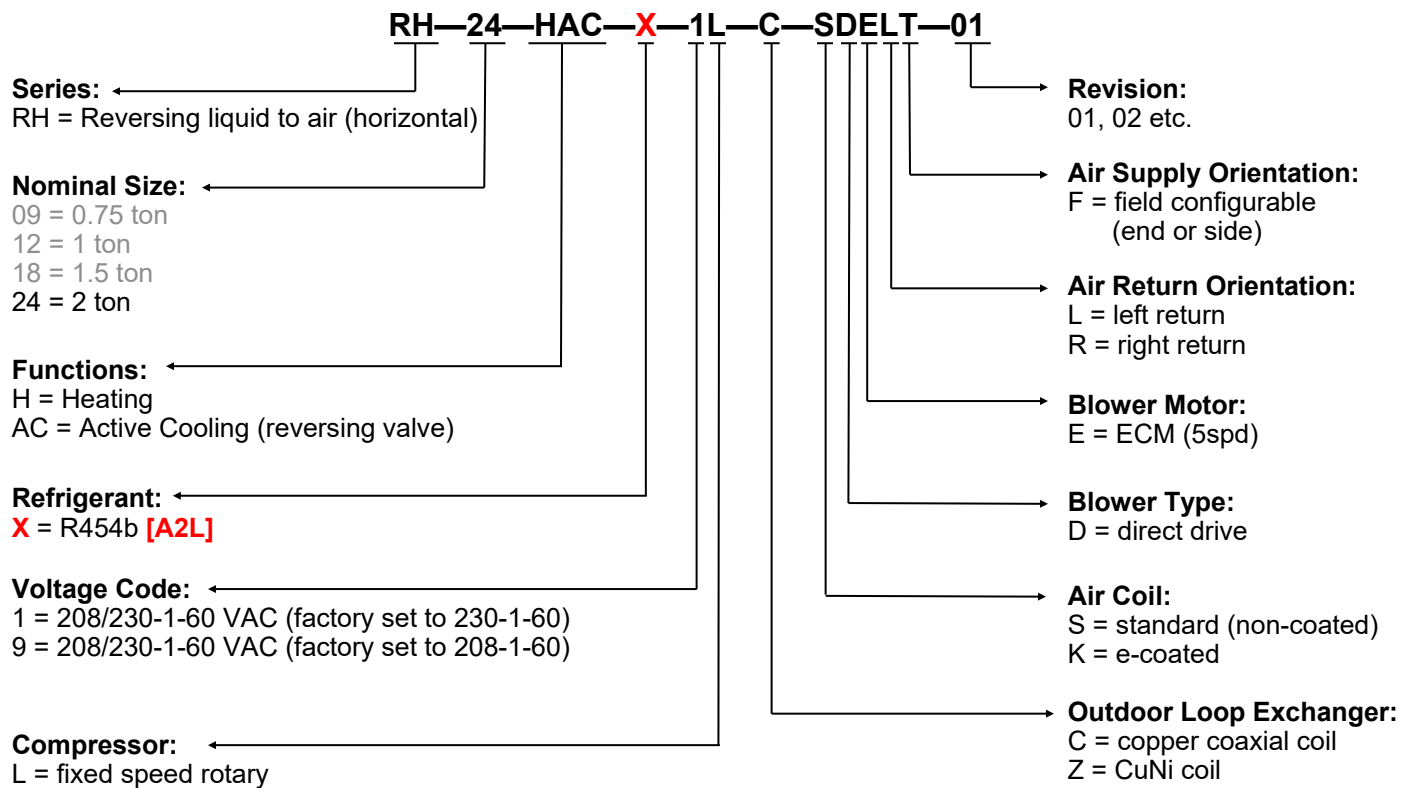 RH—24—HAC—X—1L—C—SDELT—01
Series:
RH = Reversing liquid to air (horizontal)
Nominal Size:
09 = 0.75 ton
12 = 1 ton
18 = 1.5 ton
24 = 2 ton
Functions:
H = Heating
AC = Active Cooling (reversing valve)
Refrigerant:
X = R454b [A2L]
Voltage Code:
1 = 208/230-1-60 VAC (factory set to 230-1-60)
9 = 208/230-1-60 VAC (factory set to 208-1-60)
Compressor:
L = fixed speed rotary
Revision:
01, 02 etc.
Air Supply Orientation:
F = field configurable
(end or side)
Air Return Orientation:
L = left return
R = right return
Blower Motor:
E = ECM (5spd)
Blower Type:
D = direct drive
Air Coil:
S = standard (non-coated)
K = e-coated
Outdoor Loop Exchanger:
C = copper coaxial coil
Z = CuNi coil